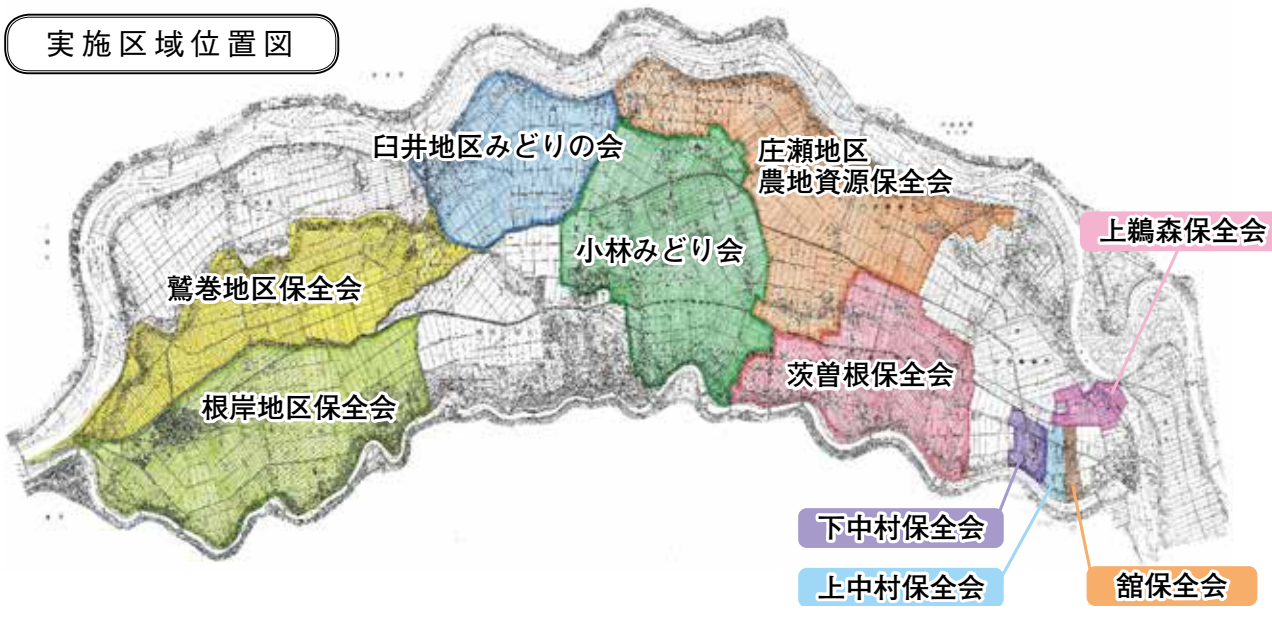 実施区域位置図
臼井地区みどりの会
庄瀬地区
農地資源保全会
上鵜森保全会
小林みどり会
鷲巻地区保全会
茨曽根保全会
根岸地区保全会
下中村保全会
上中村保全会
舘保全会